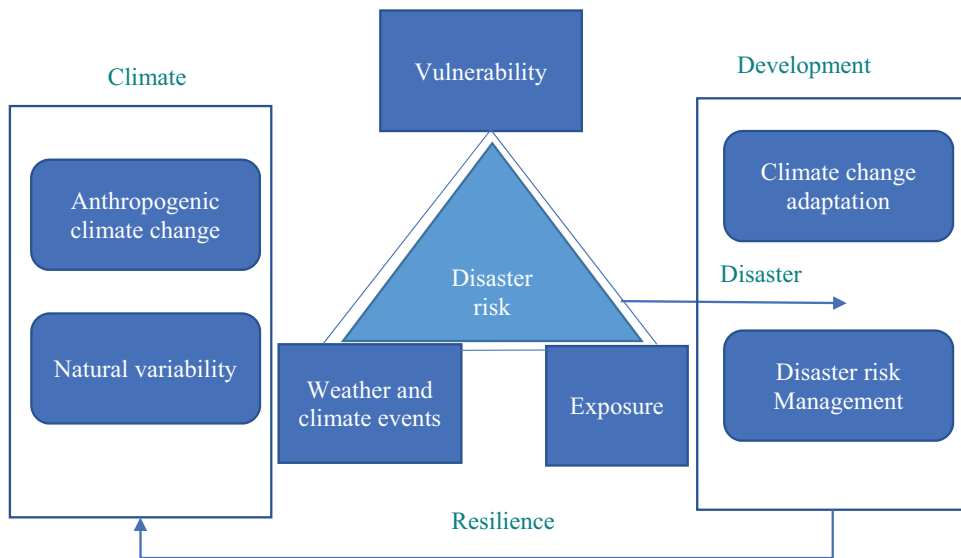 Climate
Anthropogenic
climate change
Natural variability
Vulnerability
Disaster
risk
Weather and
climate events
Exposure
Development
Climate change
adaptation
Disaster
Disaster risk
Management
Resilience